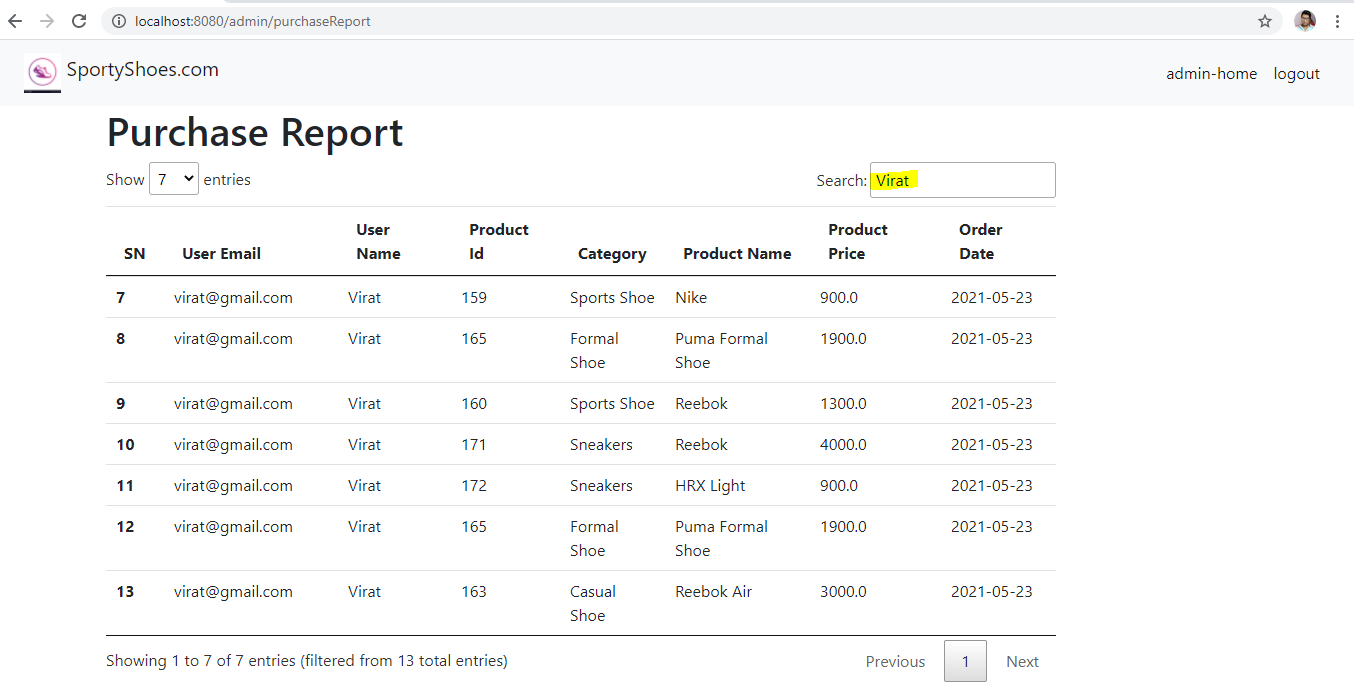 localhost:8080/admin/purchaseReport
SportyShoes.com admin-home logout
Purchase Report
Show 7 entries Search: Virat
SN User Email User Name Product Id Category Product Name Product Price Order Date
7 virat@gmail.com Virat 159 Sports Shoe Nike 900.0 2021-05-23
8 virat@gmail.com Virat 165 Formal Shoe Puma Formal Shoe 1900.0 2021-05-23
9 virat@gmail.com Virat 160 Sports Shoe Reebok 1300.0 2021-05-23
10 virat@gmail.com Virat 171 Sneakers Reebok 4000.0 2021-05-23
11 virat@gmail.com Virat 172 Sneakers HRX Light 900.0 2021-05-23
12 virat@gmail.com Virat 165 Formal Shoe Puma Formal Shoe 1900.0 2021-05-23
13 virat@gmail.com Virat 163 Casual Shoe Reebok Air 3000.0 2021-05-23
Showing 1 to 7 of 7 entries (filtered from 13 total entries) Previous 1 Next